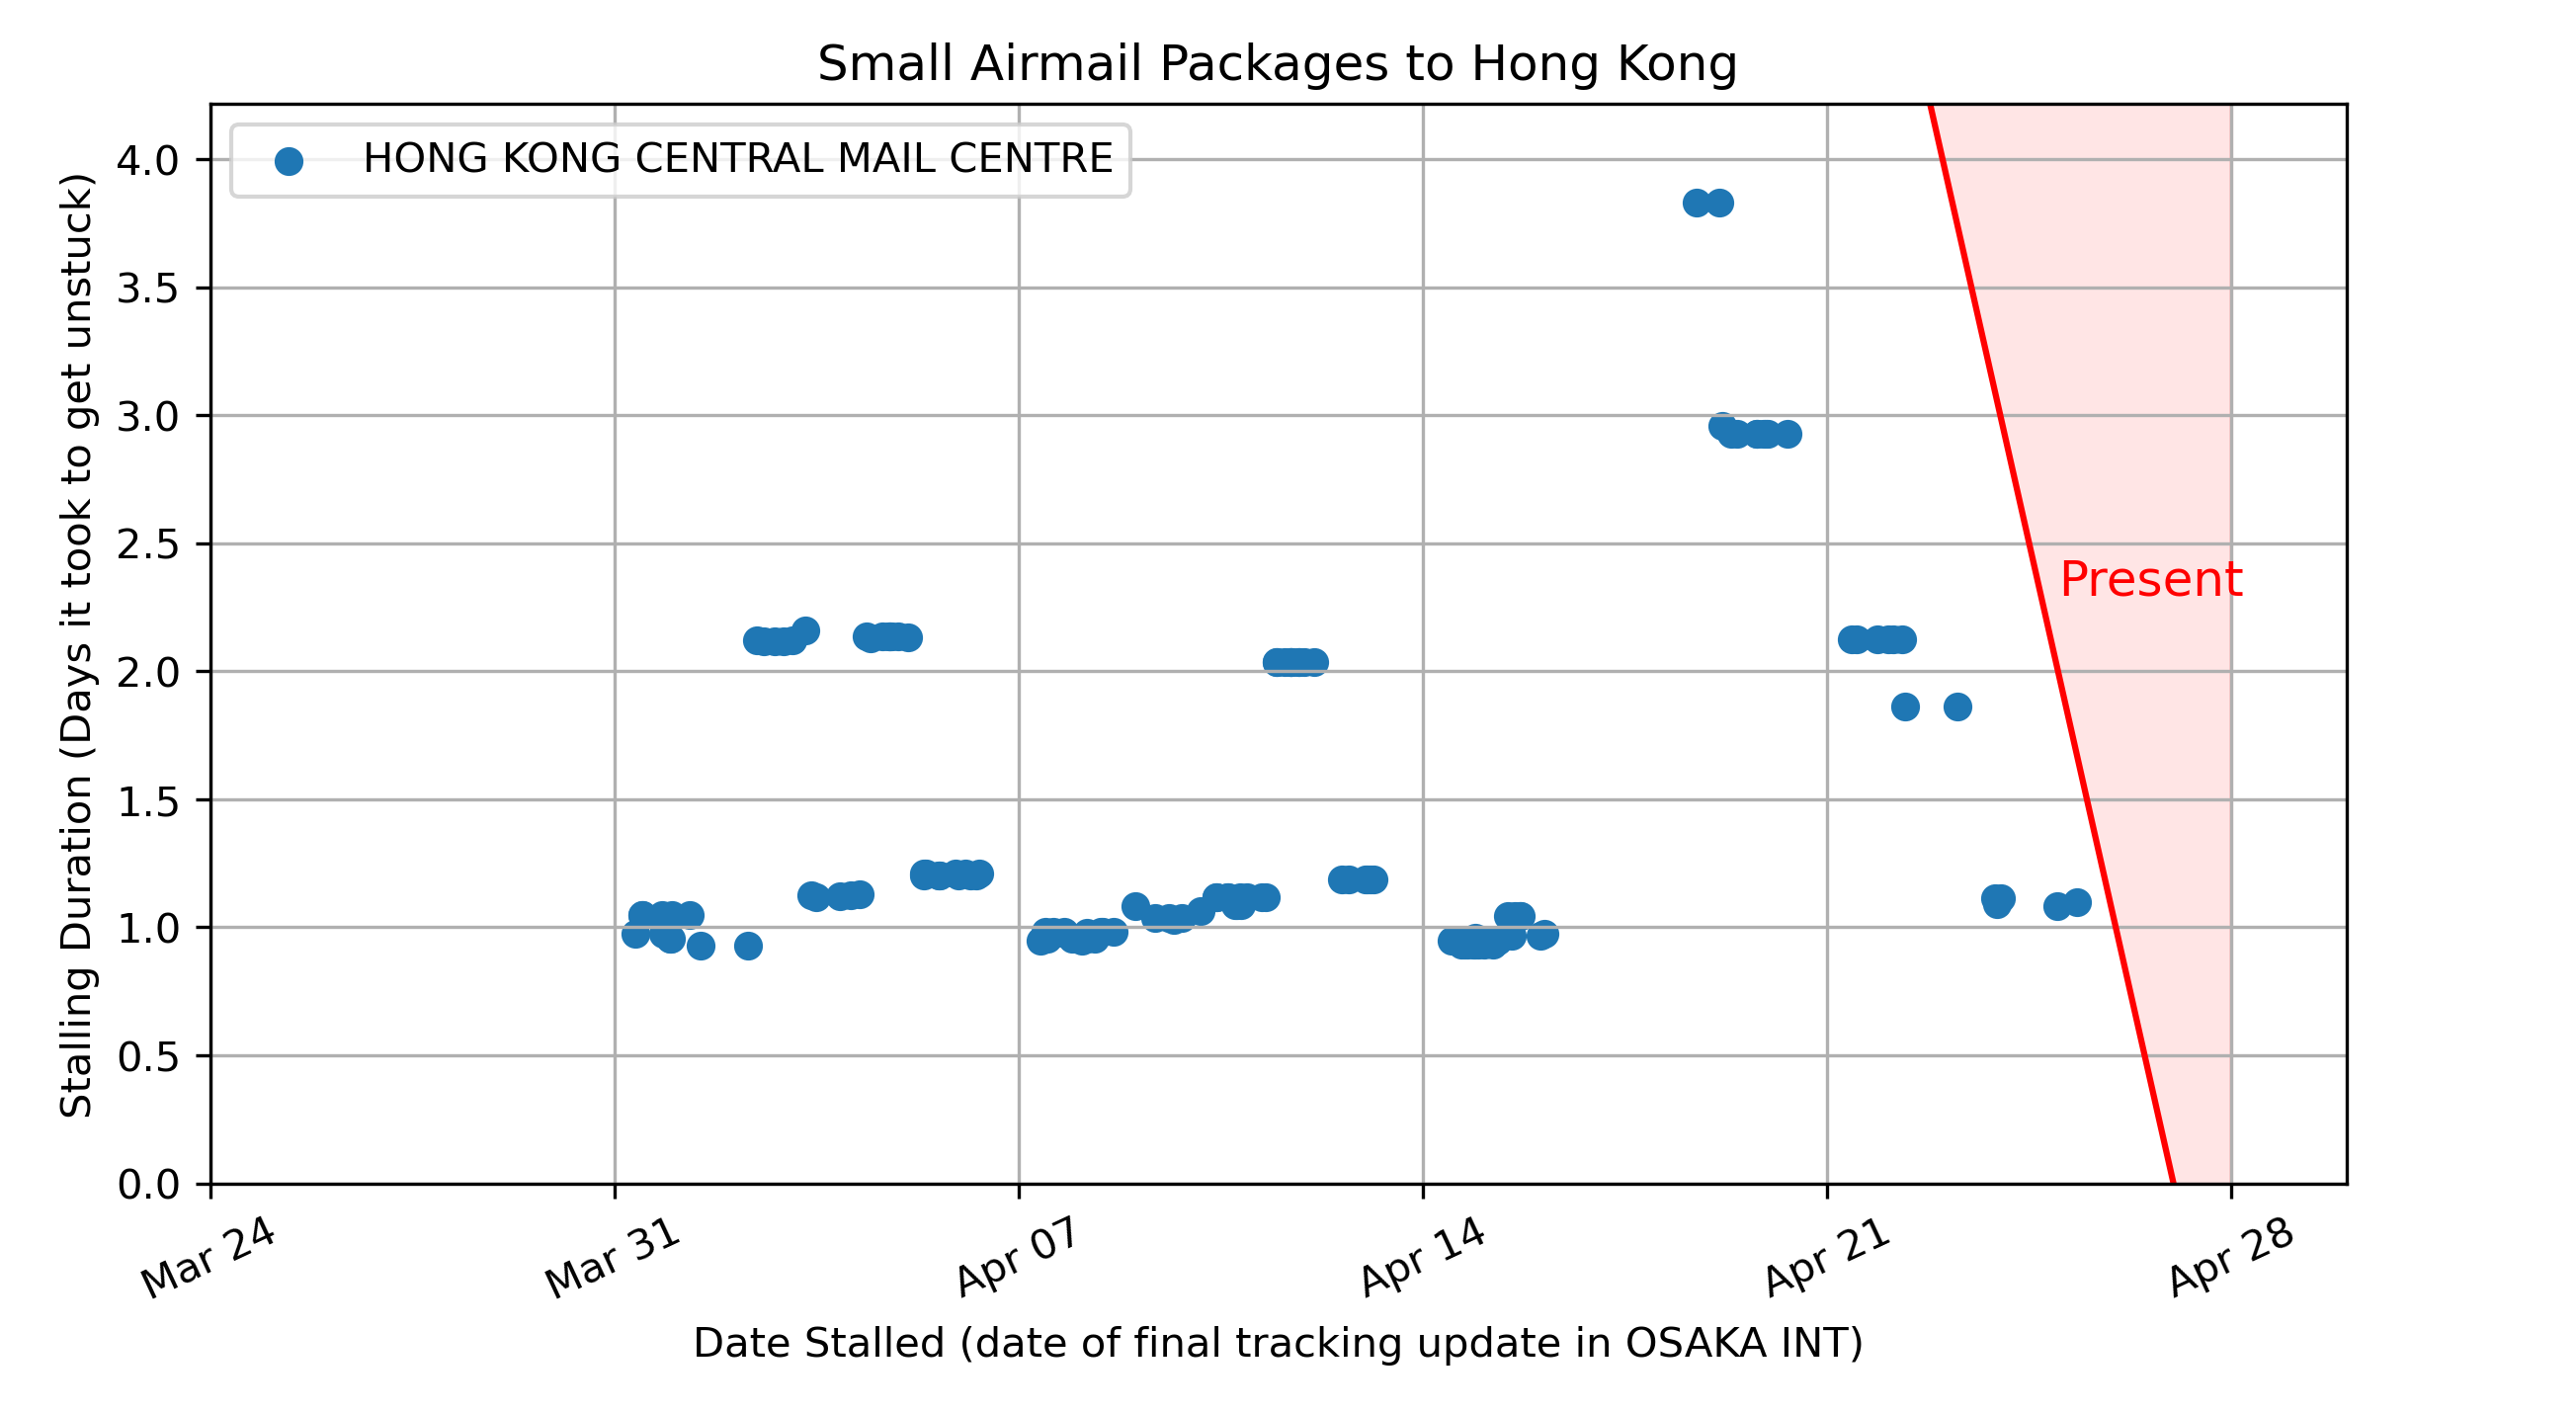 Small Airmail Packages to Hong Kong
HONG KONG CENTRAL MAIL CENTRE
Stalling Duration (Days it took to get unstuck)
4.0
3.5
3.0
2.5
2.0
1.5
1.0
0.5
0.0
Present
Mar 24
Mar 31
Apr 07
Apr 14
Apr 21
Apr 28
Date Stalled (date of final tracking update in OSAKA INT)